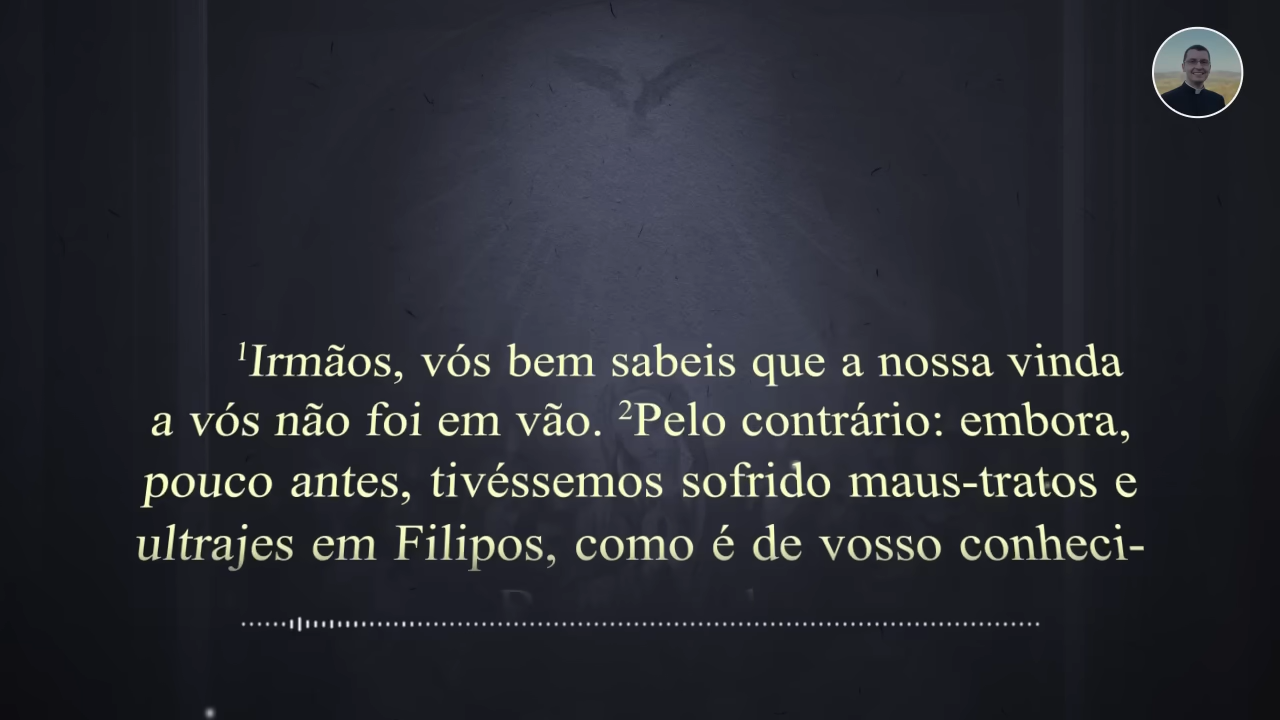 ¹Irmãos, vós bem sabeis que a nossa vinda
a vós não foi em vão. ²Pelo contrário: embora,
pouco antes, tivéssemos sofrido maus-tratos e
ultrajes em Filipos, como é de vosso conheci-